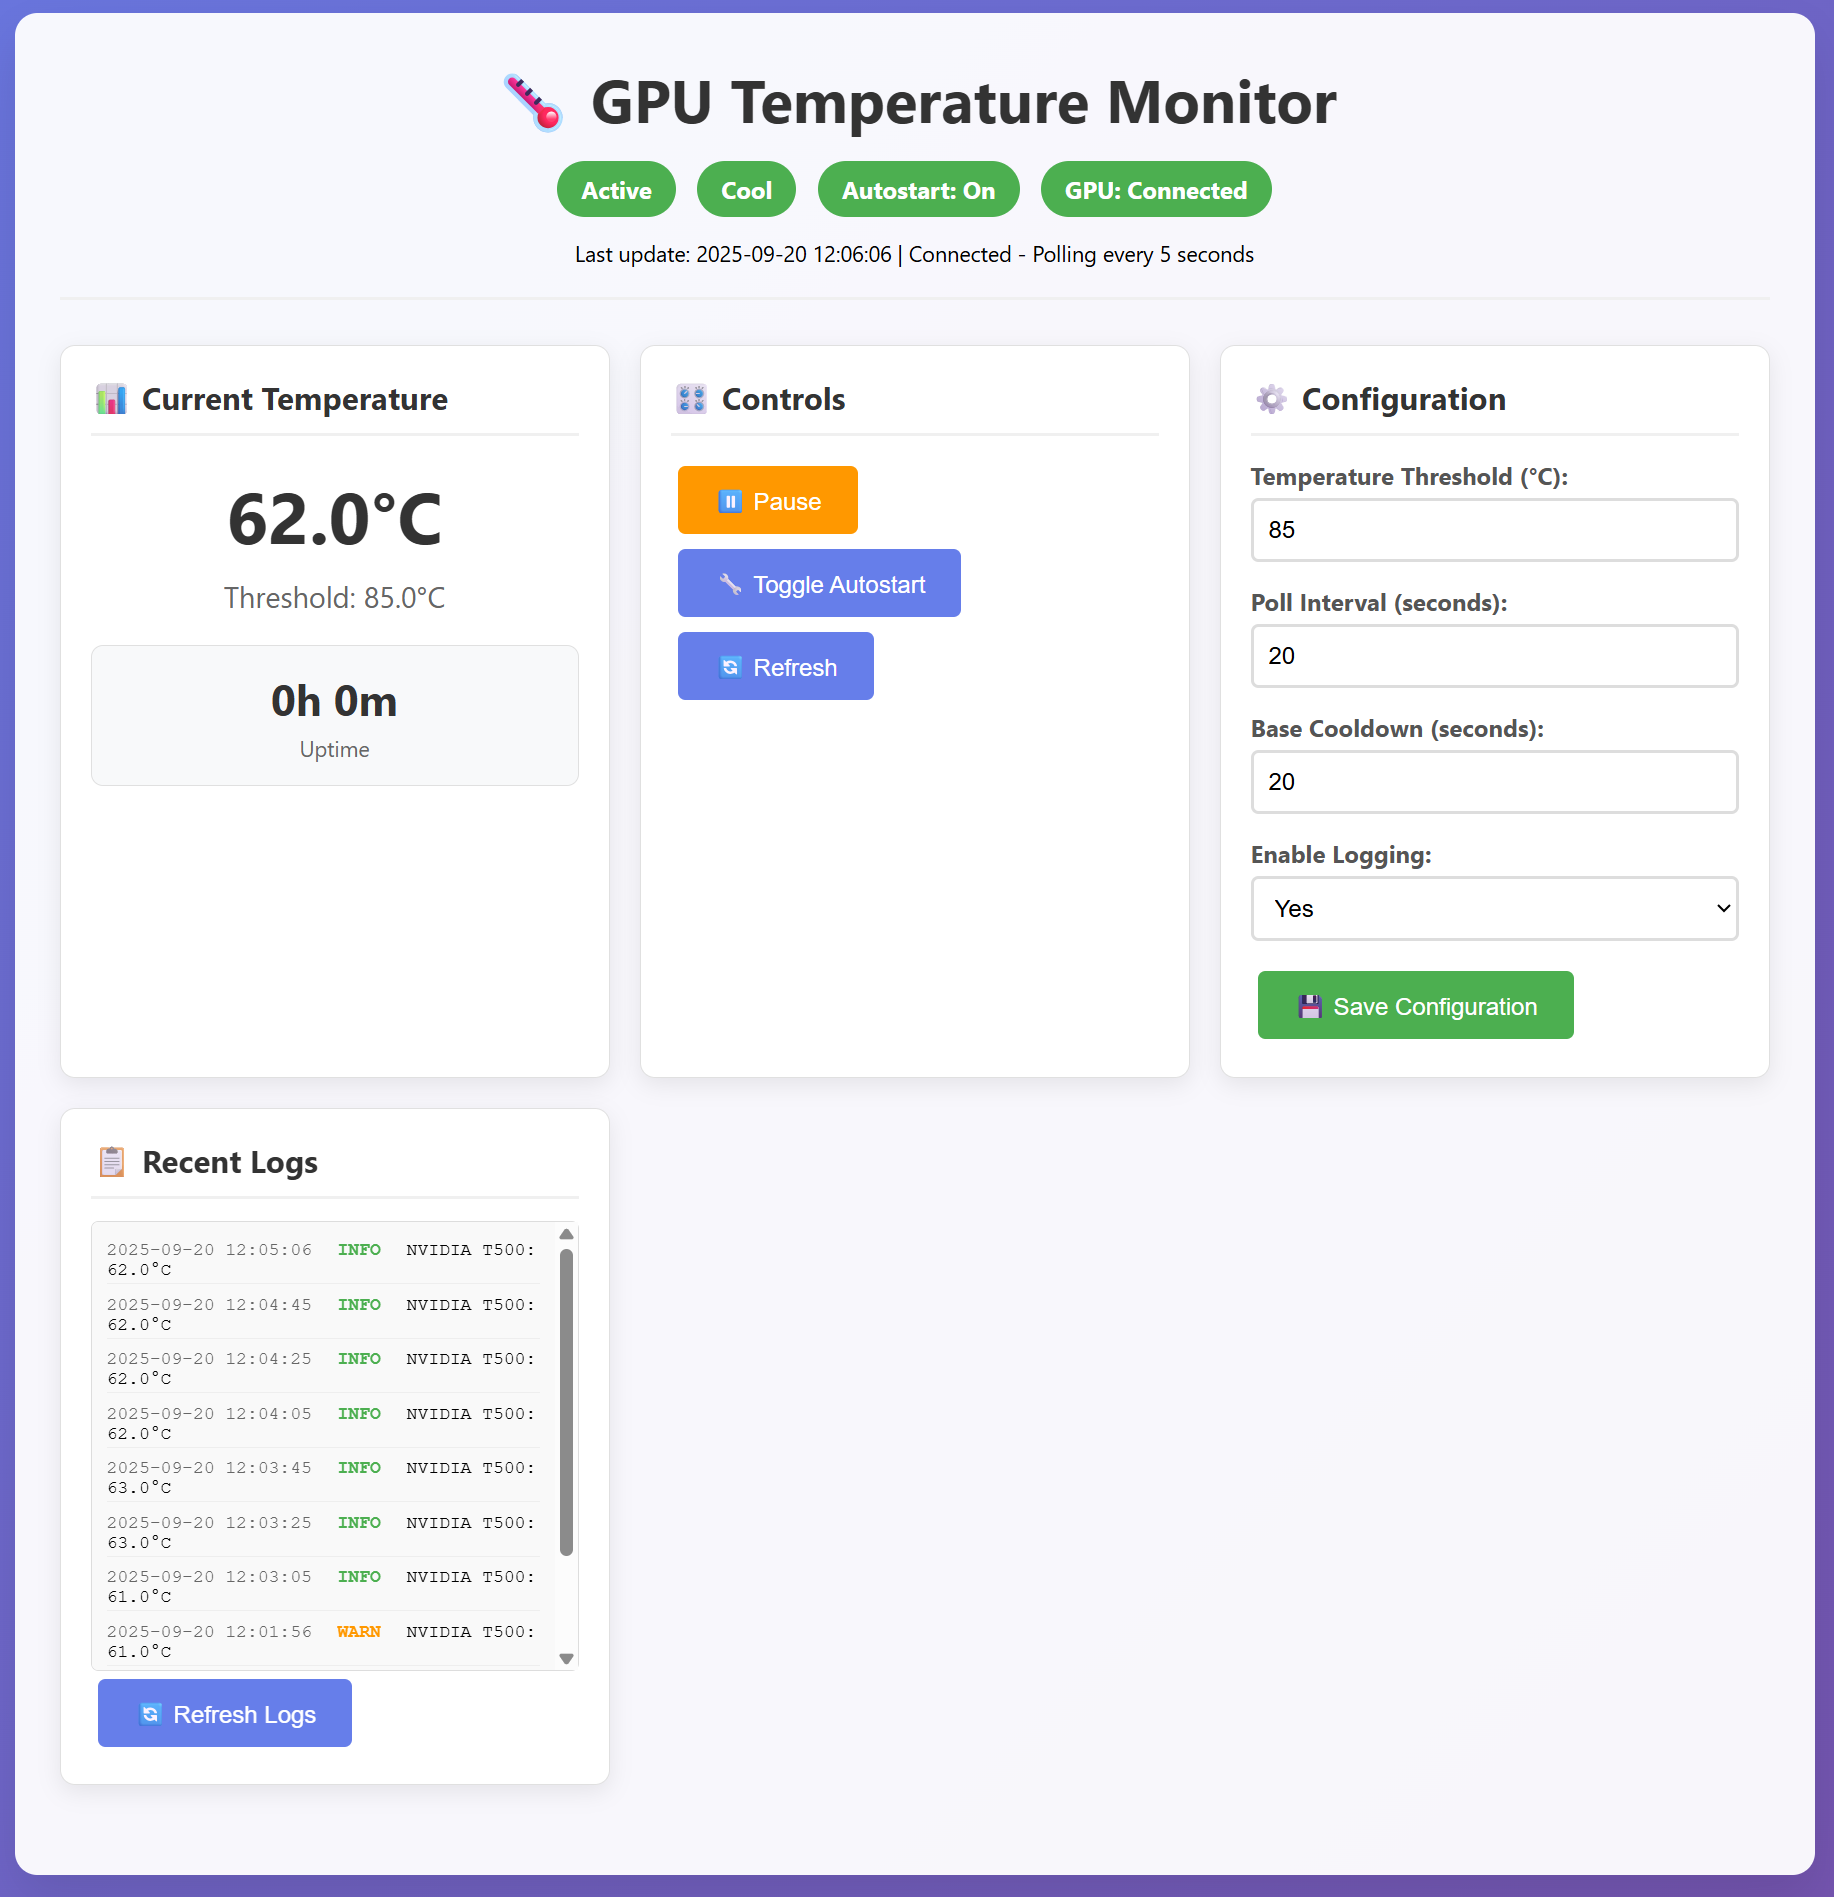 GPU Temperature Monitor
Active Cool Autostart: On GPU: Connected
Last update: 2025-09-20 12:06:06 | Connected - Polling every 5 seconds
Current Temperature
62.0°C
Threshold: 85.0°C
0h 0m
Uptime
Controls
Pause
Toggle Autostart
Refresh
Configuration
Temperature Threshold (°C):
85
Poll Interval (seconds):
20
Base Cooldown (seconds):
20
Enable Logging:
Yes
Save Configuration
Recent Logs
2025-09-20 12:05:06 INFO NVIDIA T500:
62.0°C
2025-09-20 12:04:45 INFO NVIDIA T500:
62.0°C
2025-09-20 12:04:25 INFO NVIDIA T500:
62.0°C
2025-09-20 12:04:05 INFO NVIDIA T500:
62.0°C
2025-09-20 12:03:45 INFO NVIDIA T500:
63.0°C
2025-09-20 12:03:25 INFO NVIDIA T500:
63.0°C
2025-09-20 12:03:05 INFO NVIDIA T500:
61.0°C
2025-09-20 12:01:56 WARN NVIDIA T500:
61.0°C
Refresh Logs